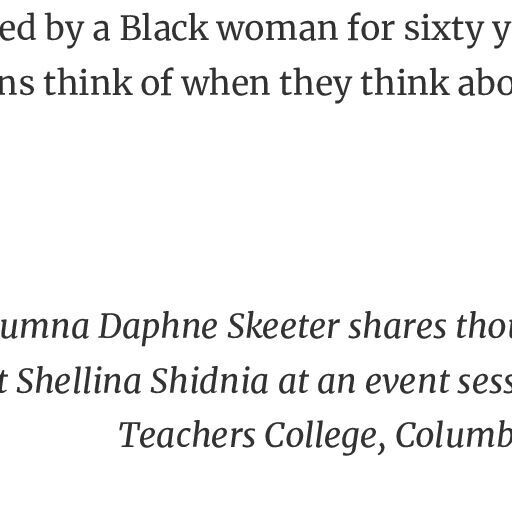 ed by a Black woman for sixty y
ns think of when they think abo
umna Daphne Skeeter shares thou
t Shellina Shidnia at an event sess
Teachers College, Columb